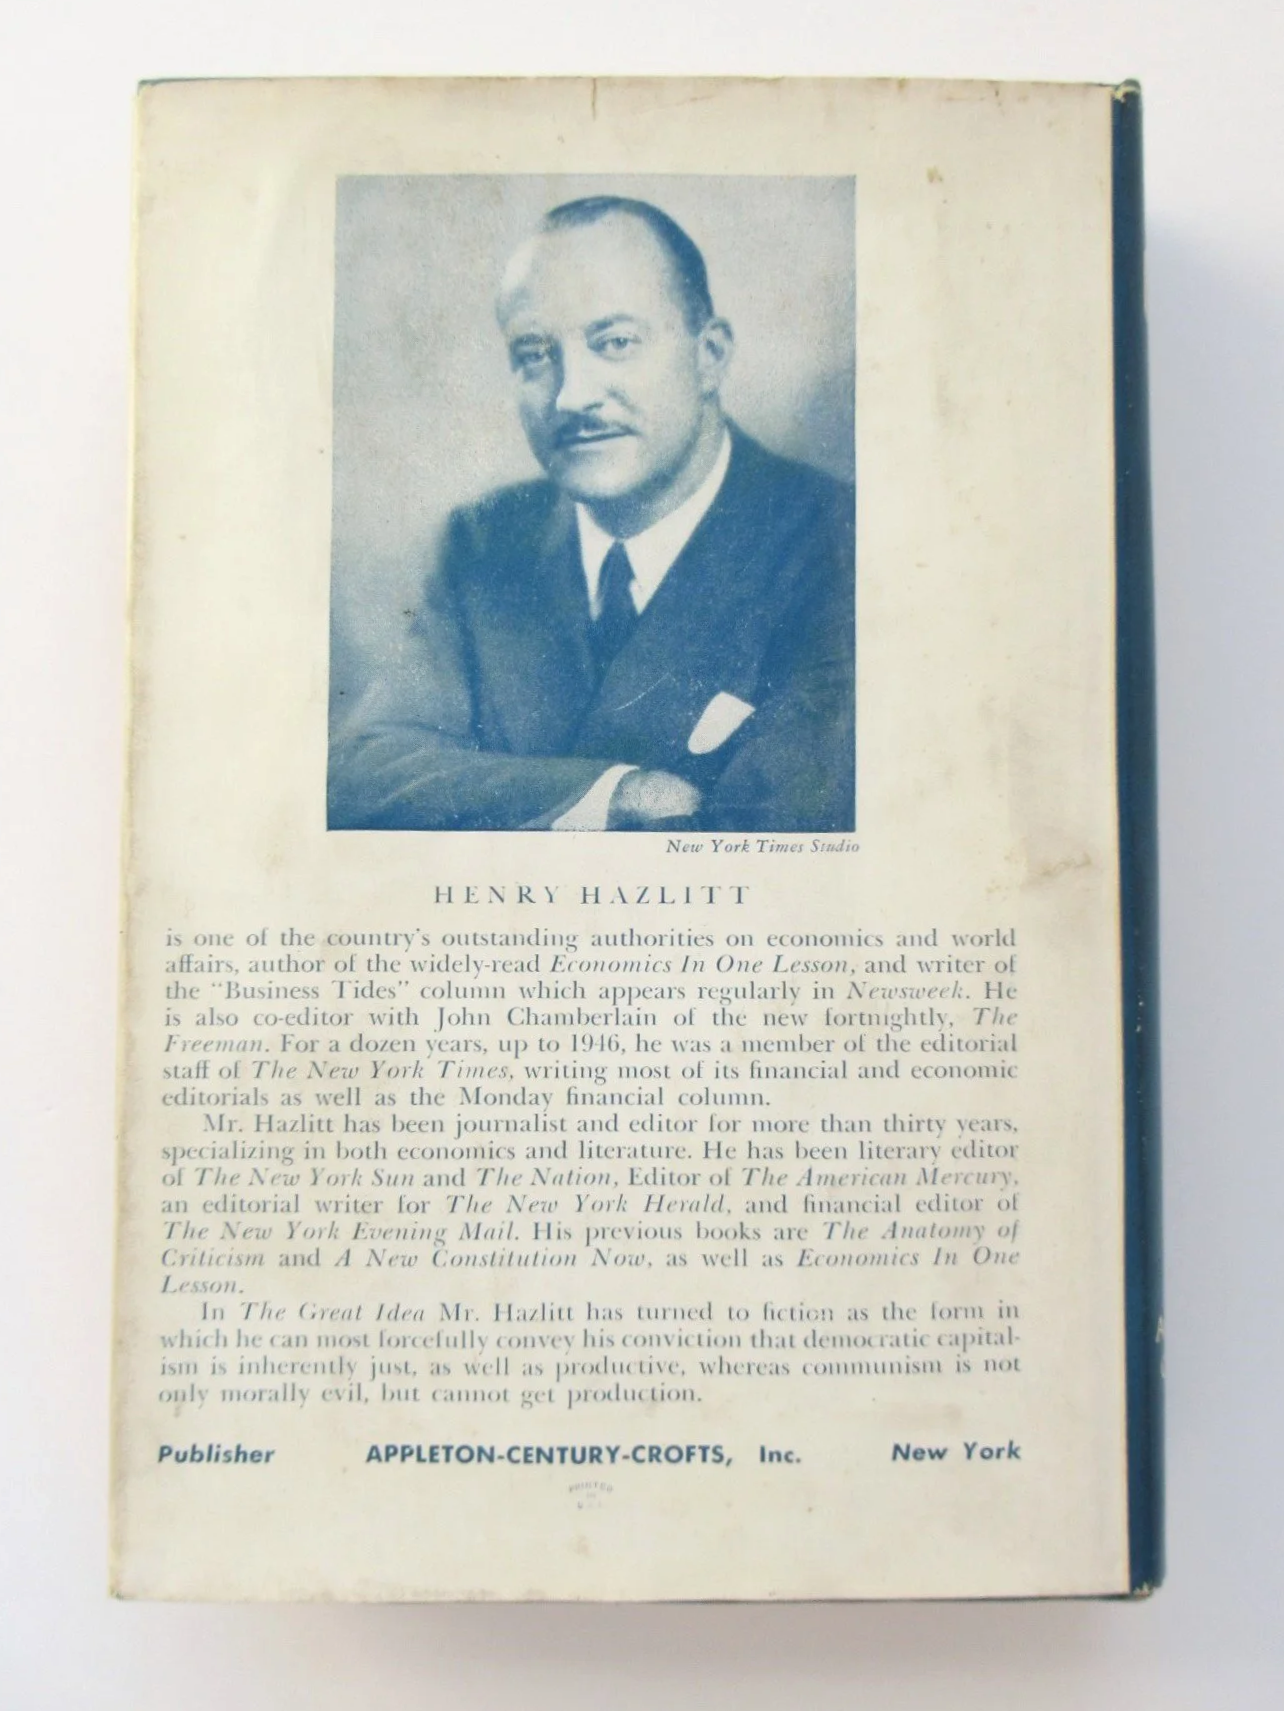 New York Times Studio
HENRY HAZLITT
is one of the country's outstanding authorities on economics and world
affairs, author of the widely-read Economics In One Lesson, and writer of
the "Business Tides" column which appears regularly in Newsweek. He
is also co-editor with John Chamberlain of the new fortnightly, The
Freeman. For a dozen years, up to 1946, he was a member of the editorial
staff of The New York Times, writing most of its financial and economic
editorials as well as the Monday financial column.
Mr. Hazlitt has been journalist and editor for more than thirty years,
specializing in both economics and literature. He has been literary editor
of The New York Sun and The Nation, Editor of The American Mercury,
an editorial writer for The New York Herald, and financial editor of
The New York Evening Mail. His previous books are The Anatomy of
Criticism and A New Constitution Now, as well as Economics In One
Lesson.
In The Great Idea Mr. Hazlitt has turned to fiction as the form in
which he can most forcefully convey his conviction that democratic capital-
ism is inherently just, as well as productive, whereas communism is not
only morally evil, but cannot get production.
Publisher APPLETON-CENTURY-CROFTS, Inc. New York
PRINTED